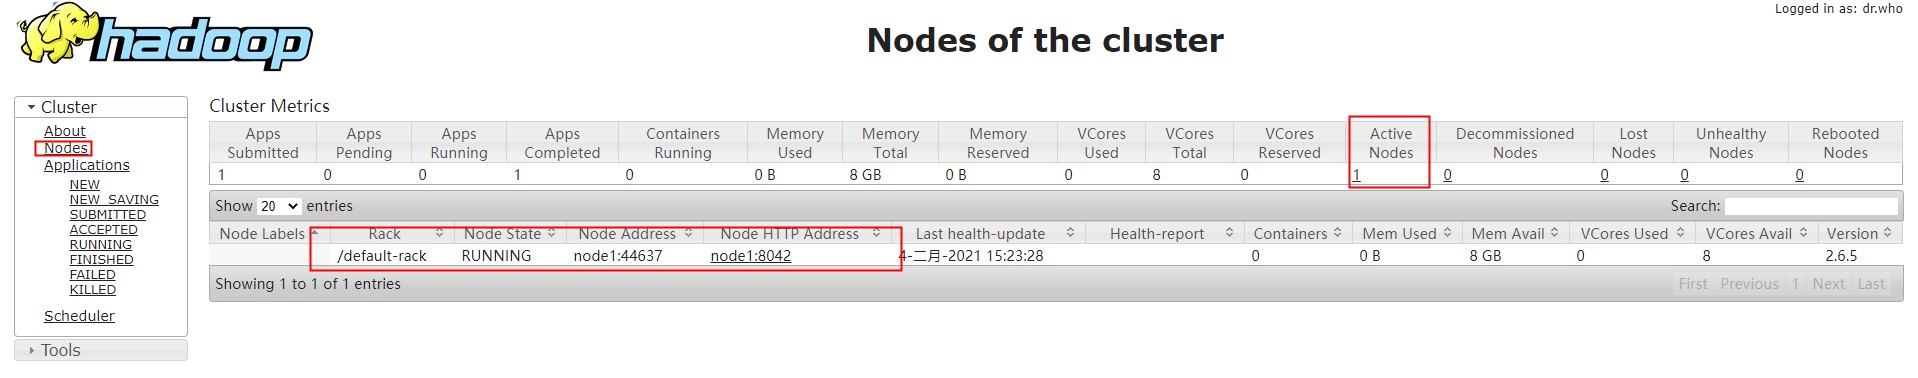 Logged in as: dr.who
hadoop
Nodes of the cluster
Cluster
About
Nodes
Applications
NEW
NEW_SAVING
SUBMITTED
ACCEPTED
RUNNING
FINISHED
FAILED
KILLED
Scheduler
Tools
Cluster Metrics
Apps Submitted Apps Pending Apps Running Apps Completed Containers Running Memory Used Memory Total Memory Reserved VCores Used VCores Total VCores Reserved Active Nodes Decommissioned Nodes Lost Nodes Unhealthy Nodes Rebooted Nodes
1 0 0 1 0 0 B 8 GB 0 B 0 8 0 1 0 0 0 0
Show 20 entries Search:
Node Labels Rack Node State Node Address Node HTTP Address Last health-update Health-report Containers Mem Used Mem Avail VCores Used VCores Avail Version
/default-rack RUNNING node1:44637 node1:8042 4-二月-2021 15:23:28 0 0 B 8 GB 0 8 2.6.5
Showing 1 to 1 of 1 entries First Previous 1 Next Last